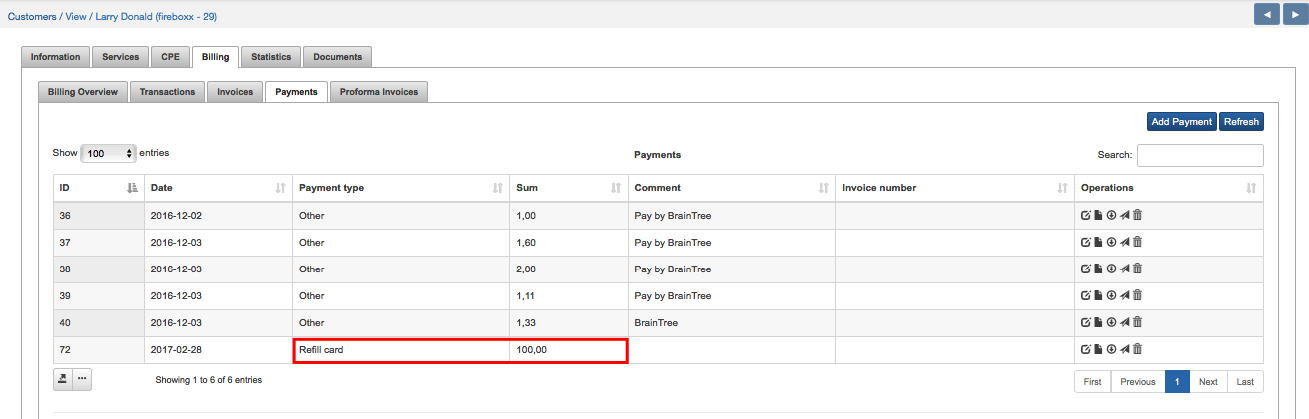 Customers / View / Larry Donald (fireboxx - 29)
Information Services CPE Billing Statistics Documents
Billing Overview Transactions Invoices Payments Proforma Invoices
Add Payment Refresh
Show 100 entries Payments Search:
ID Date Payment type Sum Comment Invoice number Operations
36 2016-12-02 Other 1,00 Pay by BrainTree
37 2016-12-03 Other 1,60 Pay by BrainTree
38 2016-12-03 Other 2,00 Pay by BrainTree
39 2016-12-03 Other 1,11 Pay by BrainTree
40 2016-12-03 Other 1,33 BrainTree
72 2017-02-28 Refill card 100,00
Showing 1 to 6 of 6 entries First Previous 1 Next Last